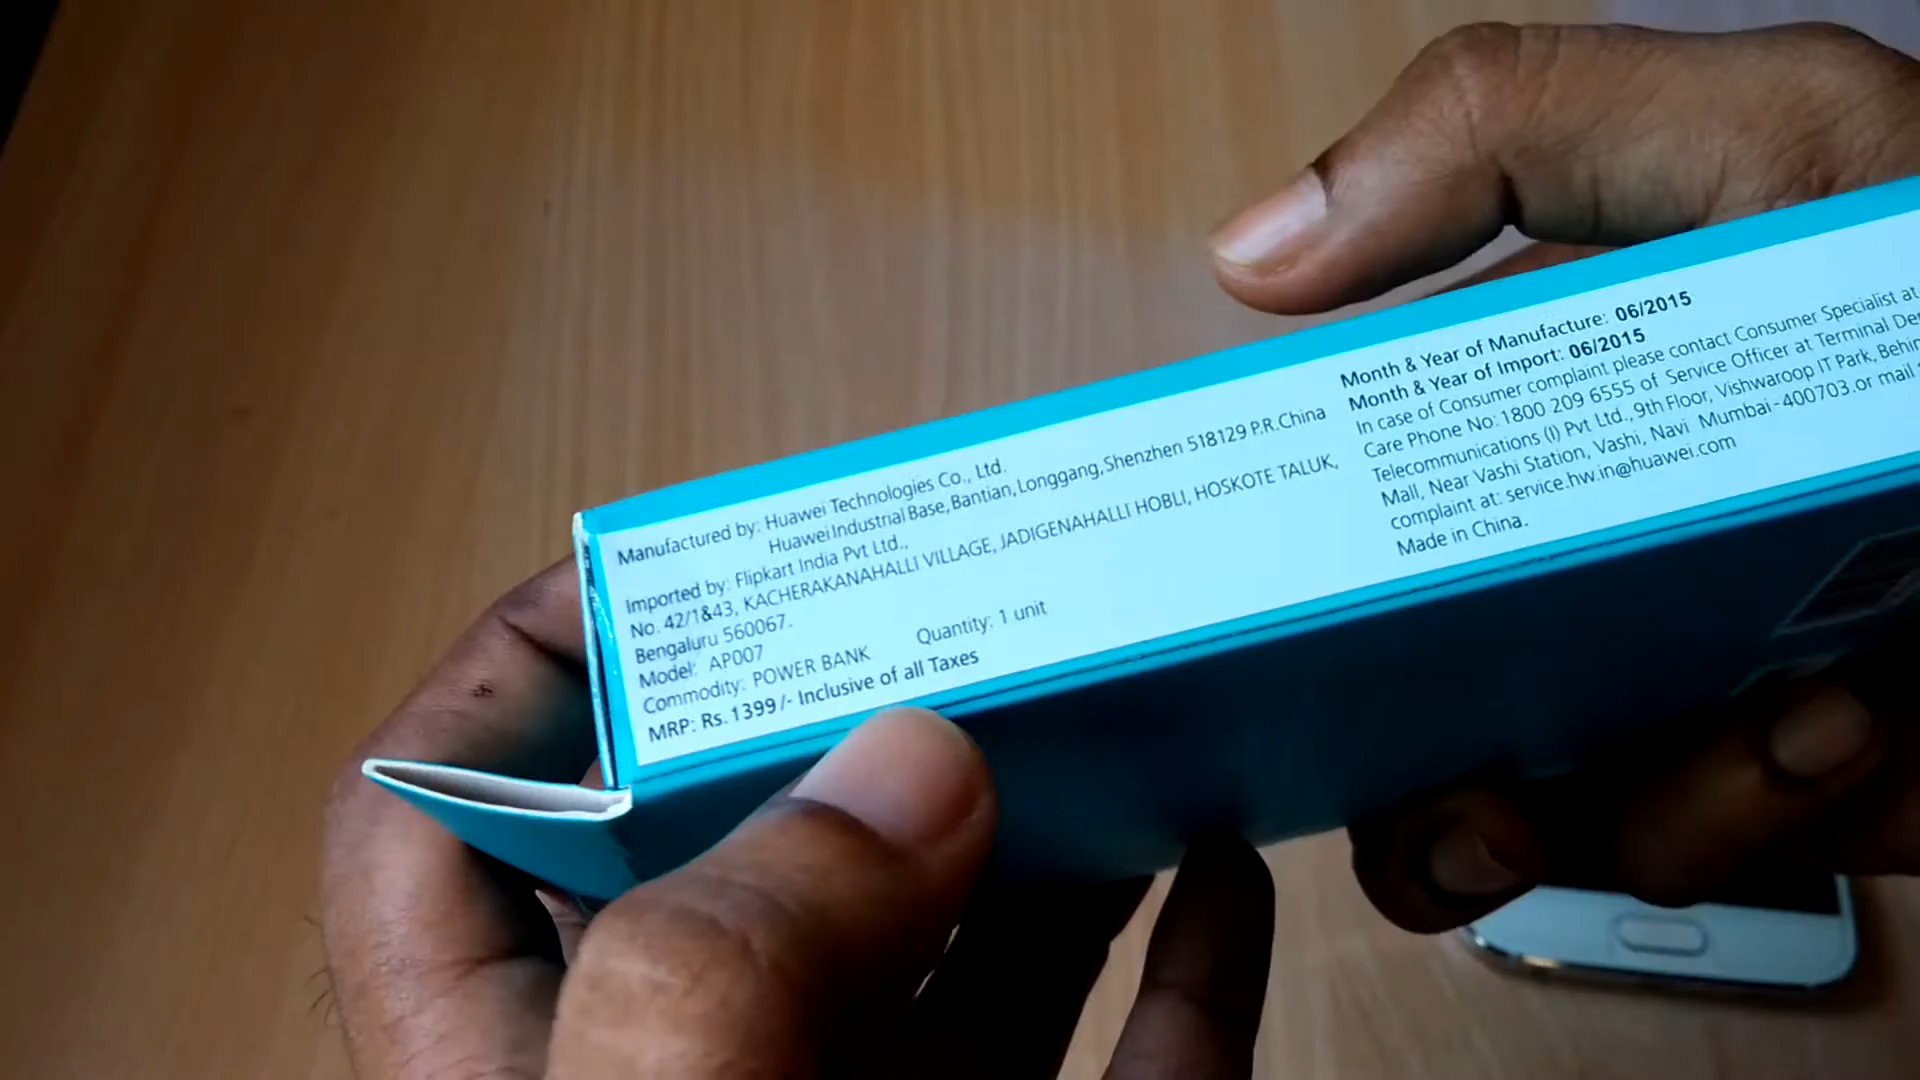 Manufactured by: Huawei Technologies Co., Ltd.
Huawei Industrial Base, Bantian, Longgang, Shenzhen 518129 P.R.China
Imported by: Flipkart India Pvt Ltd.,
No. 42/1&43, KACHERAKANAHALLI VILLAGE, JADIGENAHALLI HOBLI, HOSKOTE TALUK,
Bengaluru 560067.
Model: AP007
Commodity: POWER BANK Quantity: 1 unit
MRP: Rs.1399/- Inclusive of all Taxes
Month & Year of Manufacture: 06/2015
Month & Year of Import: 06/2015
In case of Consumer complaint please contact Consumer Specialist at
Care Phone No: 1800 209 6555 of Service Officer at Terminal
Telecommunications (I) Pvt Ltd., 9th Floor, Vishwaroop IT Park,
Mall, Near Vashi Station, Vashi, Navi Mumbai-400703.or mail
complaint at: service.hw.in@huawei.com
Made in China.